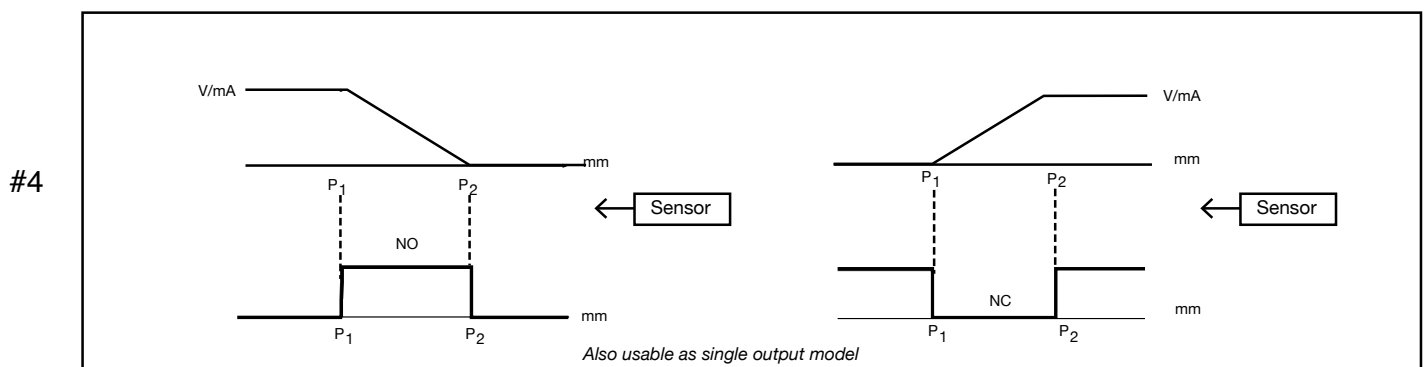 #4
V/mA
mm
P1 P2
Sensor
NO
mm
P1 P2
V/mA
mm
P1 P2
Sensor
NC
mm
P1 P2
Also usable as single output model